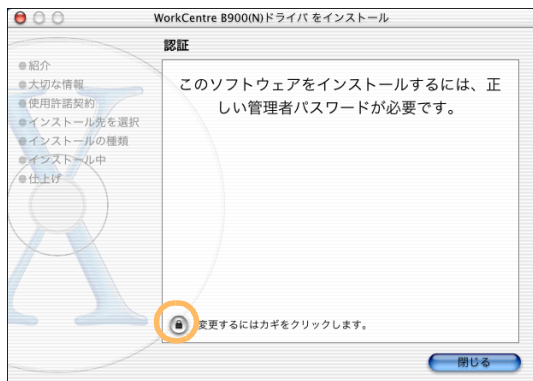 WorkCentre B900(N)ドライバ をインストール
認証
紹介
大切な情報
使用許諾契約
インストール先を選択
インストールの種類
インストール中
仕上げ
このソフトウェアをインストールするには、正
しい管理者パスワードが必要です。
変更するにはカギをクリックします。
閉じる